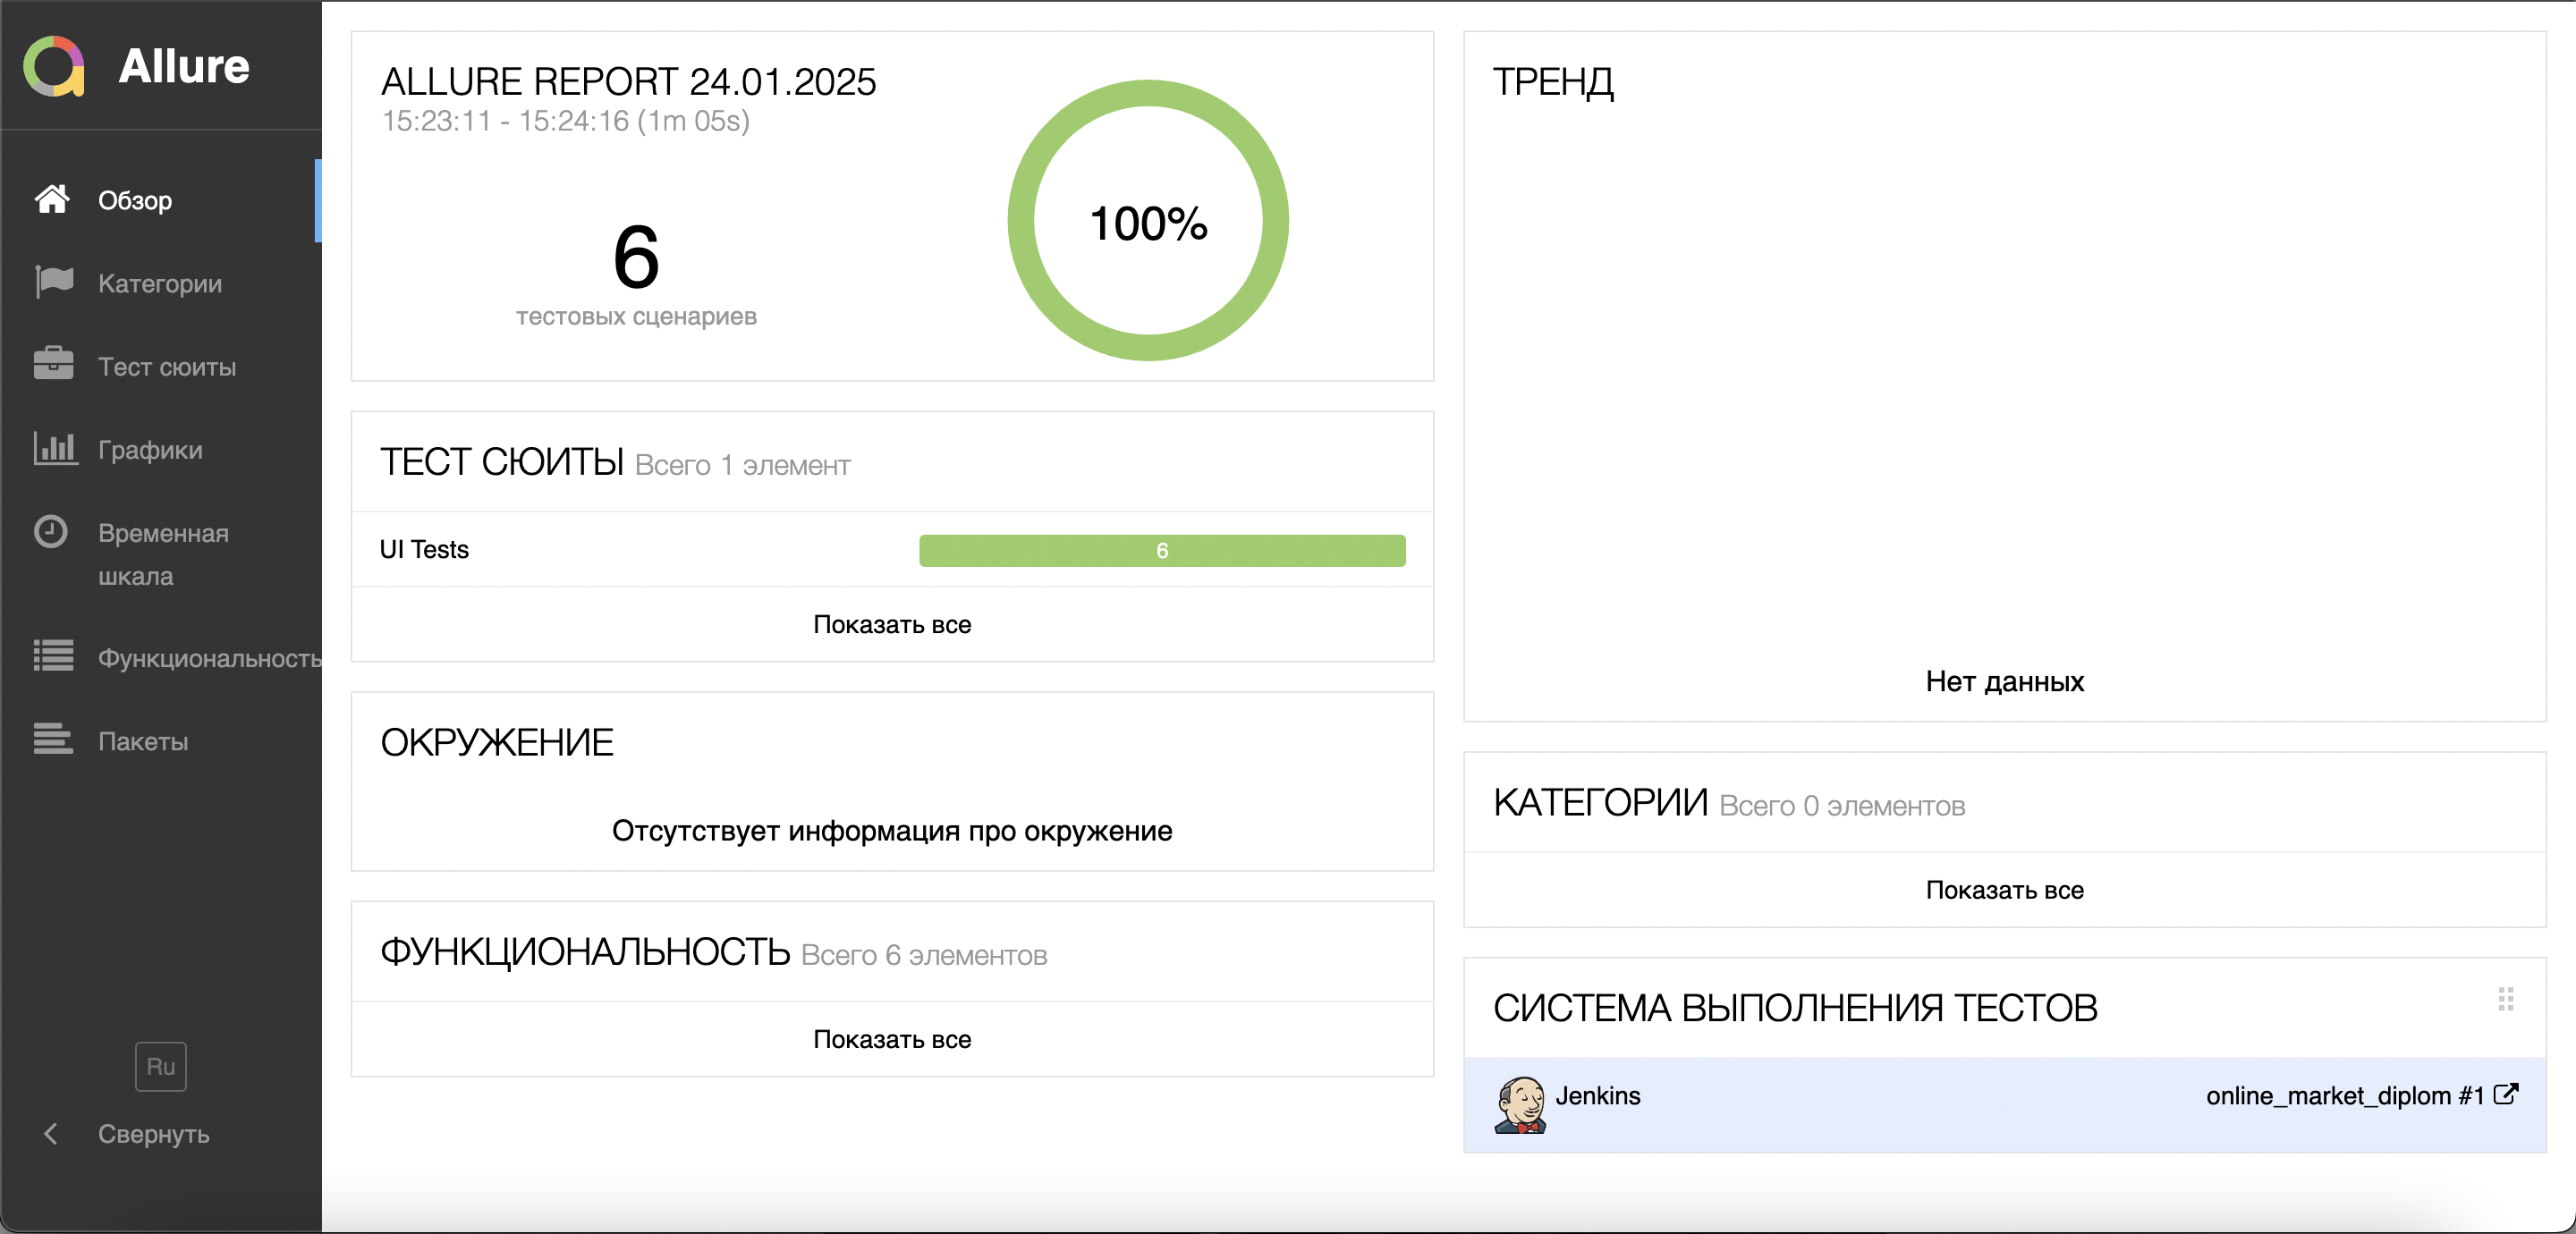 Allure
Обзор
Категории
Тест сюиты
Графики
Временная
шкала
Функциональность
Пакеты
Ru
Свернуть
ALLURE REPORT 24.01.2025
15:23:11 - 15:24:16 (1m 05s)
6
тестовых сценариев
100%
ТЕСТ СЮИТЫ Всего 1 элемент
UI Tests 6
Показать все
ОКРУЖЕНИЕ
Отсутствует информация про окружение
ФУНКЦИОНАЛЬНОСТЬ Всего 6 элементов
Показать все
ТРЕНД
Нет данных
КАТЕГОРИИ Всего 0 элементов
Показать все
СИСТЕМА ВЫПОЛНЕНИЯ ТЕСТОВ
Jenkins online_market_diplom #1